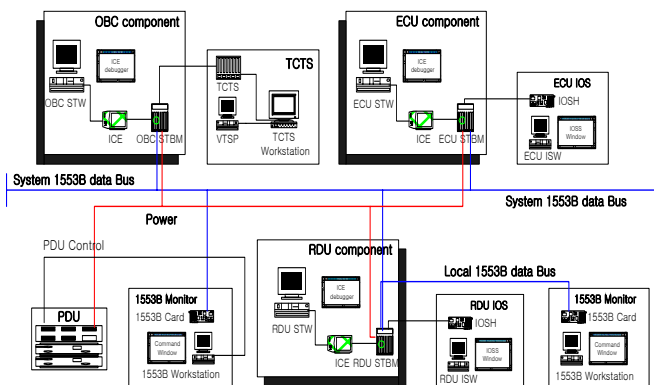 OBC component
ICE
debugger
OBC STW
ICE
OBC STBM
TCTS
TCTS
VTSP
TCTS
Workstation
ECU component
ICE
debugger
ECU STW
ICE
ECU STBM
ECU IOS
IOSH
IOSS
Window
ECU ISW
System 1553B data Bus
System 1553B data Bus
Power
PDU Control
PDU
1553B Monitor
1553B Card
Command
Window
1553B Workstation
RDU component
ICE
debugger
RDU STW
ICE
RDU STBM
Local 1553B data Bus
RDU IOS
IOSH
IOSS
Window
RDU ISW
1553B Monitor
1553B Card
Command
Window
1553B Workstation